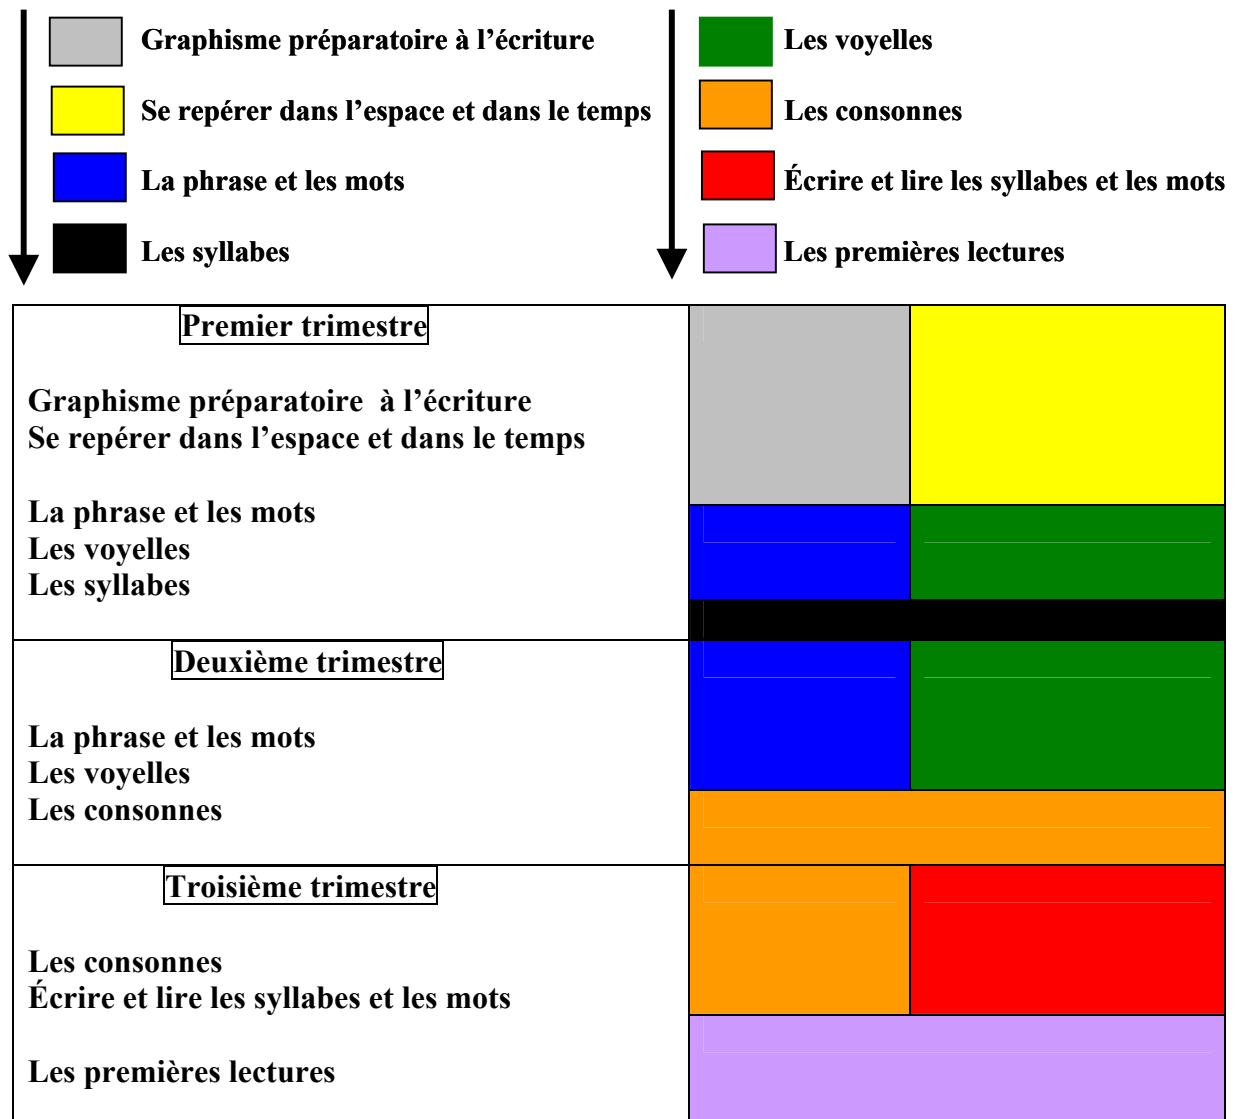 Graphisme préparatoire à l’écriture
Se repérer dans l’espace et dans le temps
La phrase et les mots
Les syllabes
Les voyelles
Les consonnes
Écrire et lire les syllabes et les mots
Les premières lectures
Premier trimestre
Graphisme préparatoire à l’écriture
Se repérer dans l’espace et dans le temps
La phrase et les mots
Les voyelles
Les syllabes
Deuxième trimestre
La phrase et les mots
Les voyelles
Les consonnes
Troisième trimestre
Les consonnes
Écrire et lire les syllabes et les mots
Les premières lectures